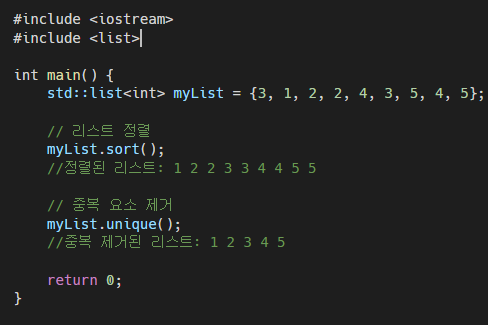 #include <iostream>
#include <list>
int main() {
std::list<int> myList = {3, 1, 2, 2, 4, 3, 5, 4, 5};
// 리스트 정렬
myList.sort();
//정렬된 리스트: 1 2 2 3 3 4 4 5 5
// 중복 요소 제거
myList.unique();
//중복 제거된 리스트: 1 2 3 4 5
return 0;
}